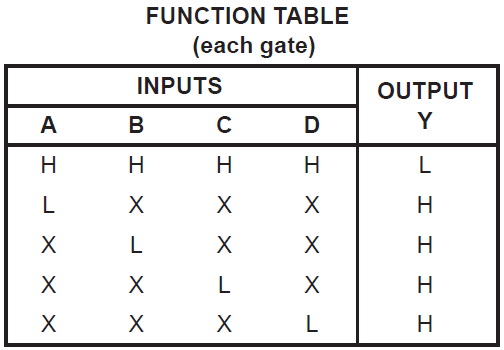 FUNCTION TABLE
(each gate)
INPUTS OUTPUT
Y
A B C D
H H H H L
L X X X H
X L X X H
X X L X H
X X X L H